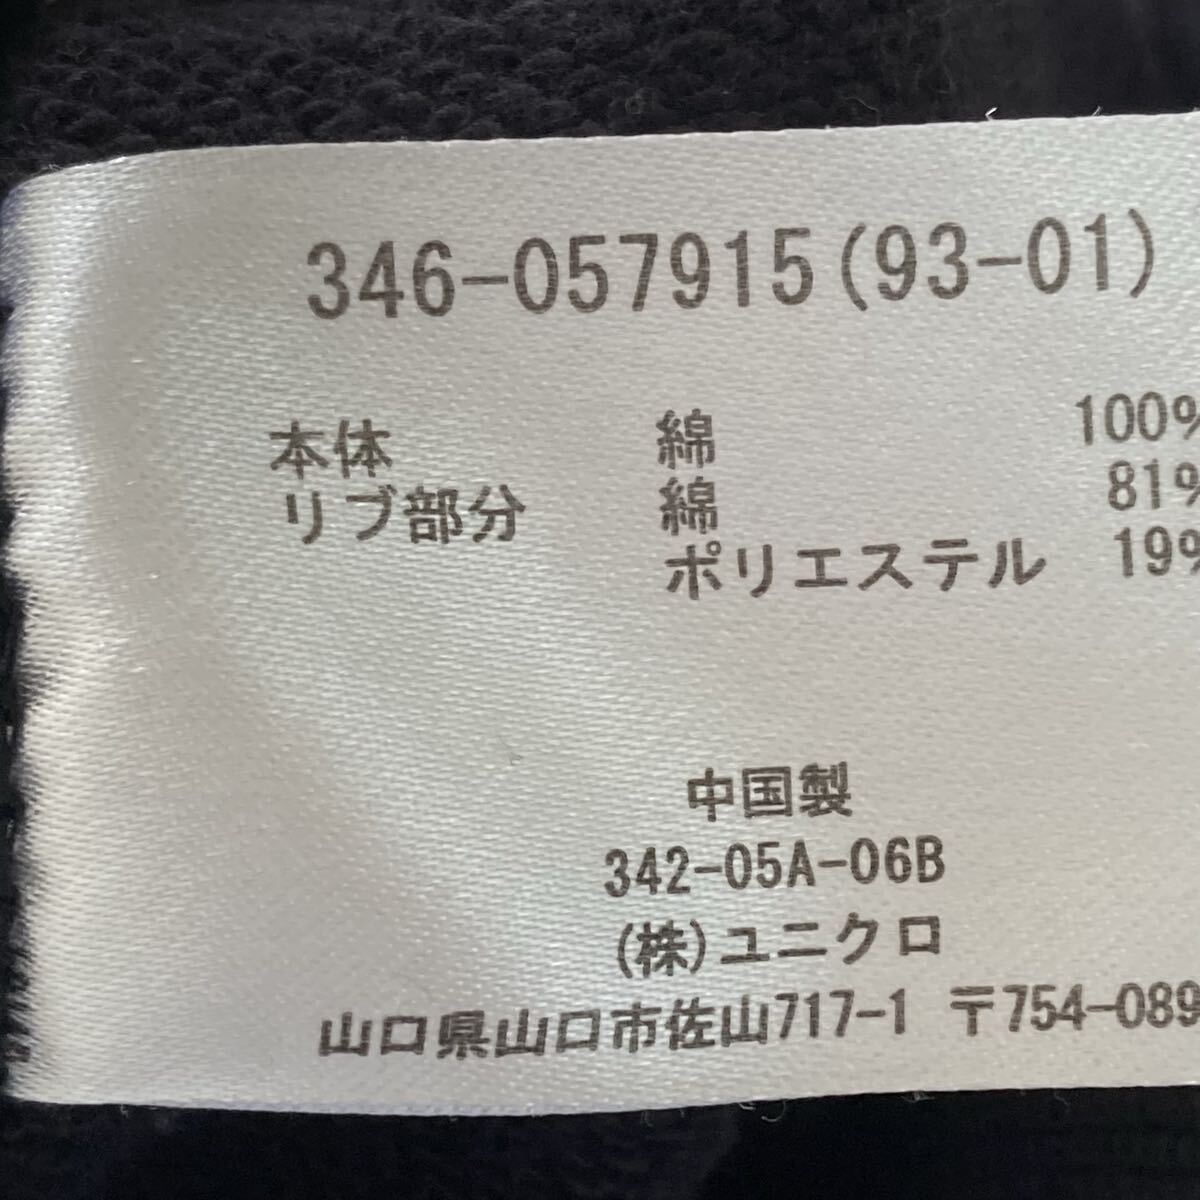 346-057915(93-01)
本体 綿 100%
リブ部分 綿 81%
ポリエステル 19%
中国製
342-05A-06B
(株)ユニクロ
山口県山口市佐山717-1 〒754-089